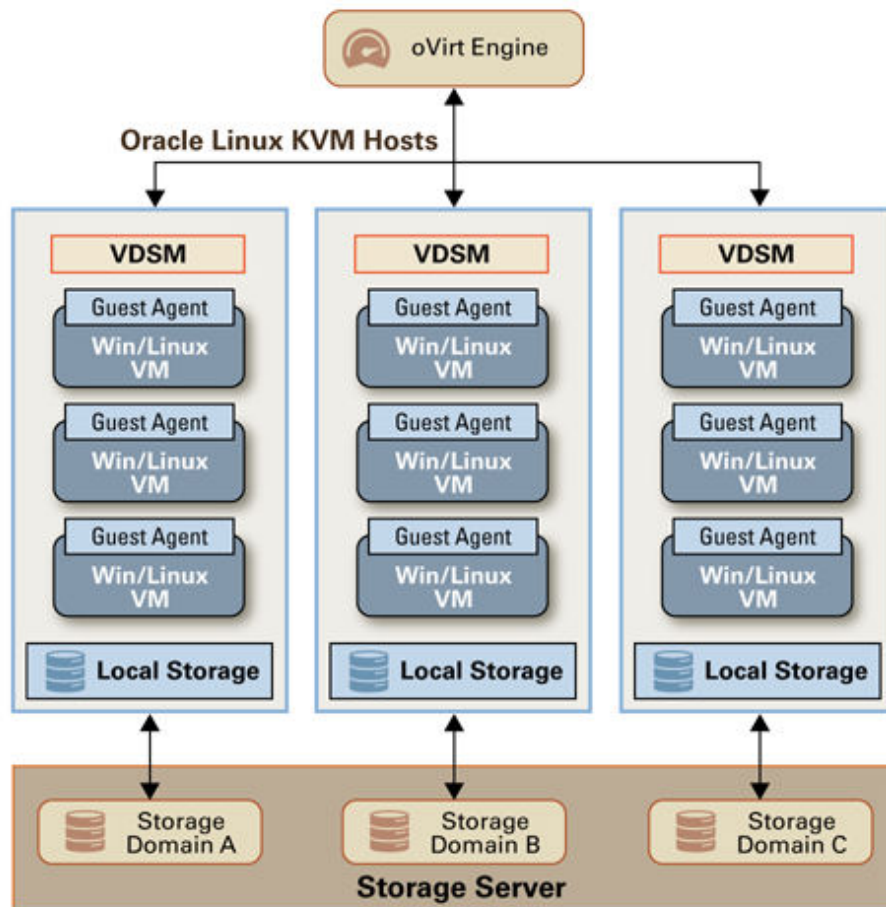 oVirt Engine
Oracle Linux KVM Hosts
VDSM
Guest Agent
Win/Linux
VM
Guest Agent
Win/Linux
VM
Guest Agent
Win/Linux
VM
Local Storage
VDSM
Guest Agent
Win/Linux
VM
Guest Agent
Win/Linux
VM
Guest Agent
Win/Linux
VM
Local Storage
VDSM
Guest Agent
Win/Linux
VM
Guest Agent
Win/Linux
VM
Guest Agent
Win/Linux
VM
Local Storage
Storage
Domain A
Storage
Domain B
Storage
Domain C
Storage Server